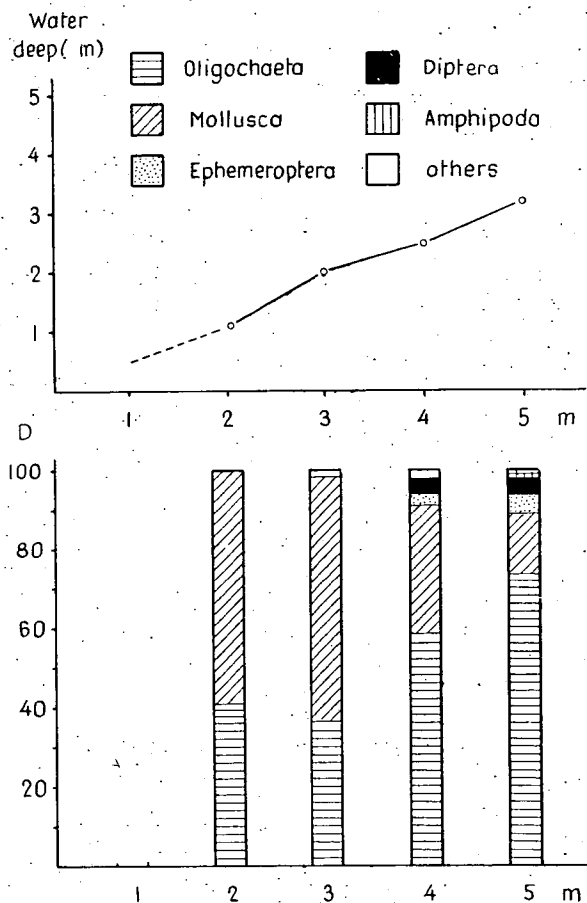 Water
deep( m)
Oligochaeta
Diptera
Mollusca
Amphipoda
Ephemeroptera
others
5
4
3
2
1
1 2 3 4 5 m
D
100
80
60
40
20
1 2 3 4 5 m